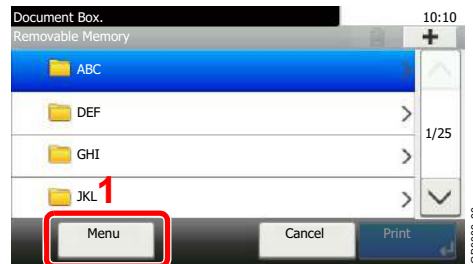 Document Box. 10:10
Removable Memory
ABC
DEF
1/25
GHI
JKL 1
Menu Cancel Print